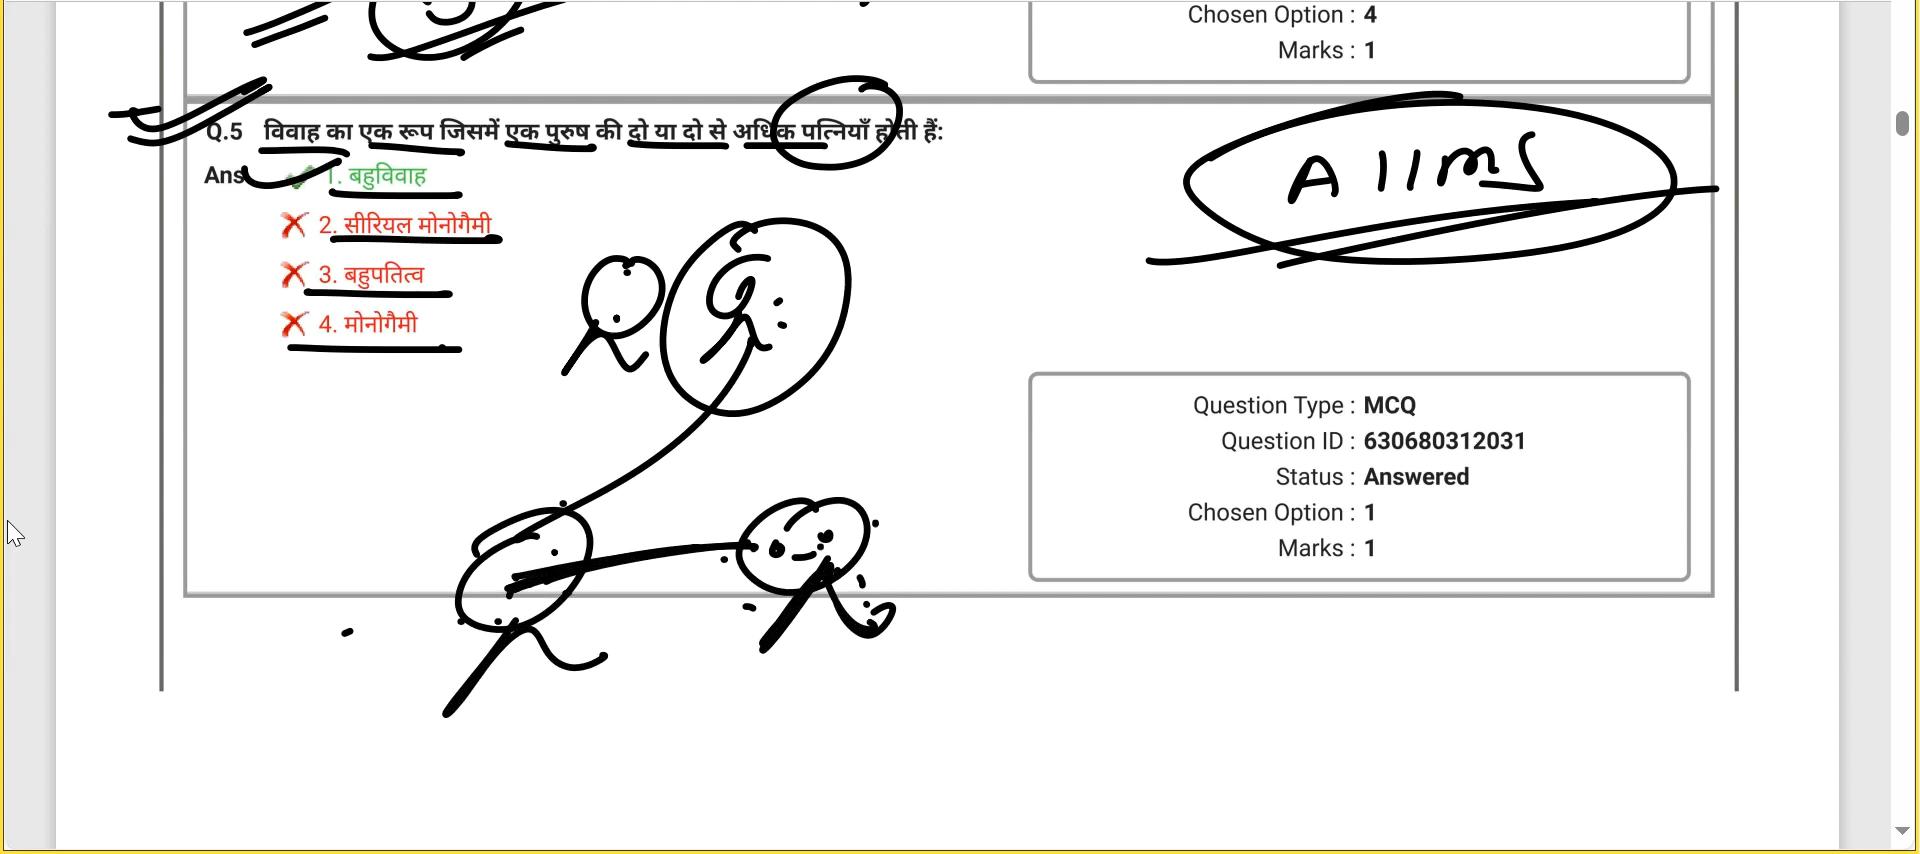 Chosen Option : 4
Marks : 1
Q.5 विवाह का एक रूप जिसमें एक पुरुष की दो या दो से अधिक पत्नियाँ होती हैं:
Ans 1. बहुविवाह
2. सीरियल मोनोगैमी
3. बहुपतित्व
4. मोनोगैमी
AIIMS
Question Type : MCQ
Question ID : 630680312031
Status : Answered
Chosen Option : 1
Marks : 1